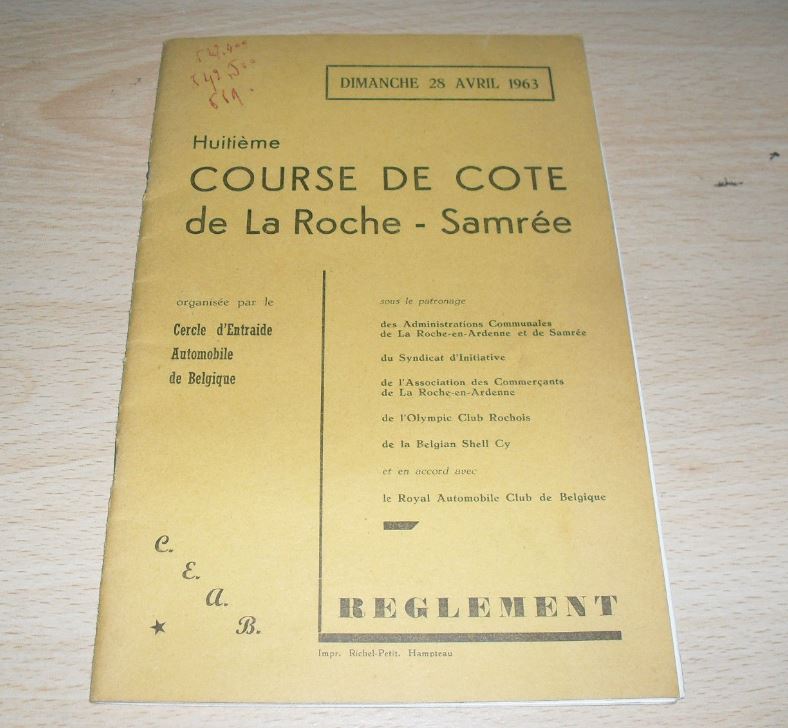 DIMANCHE 28 AVRIL 1963
Huitième
COURSE DE COTE
de La Roche - Samrée
organisée par le
Cercle d'Entraide
Automobile
de Belgique
sous le patronage
des Administrations Communales
de La Roche-en-Ardenne et de Samrée
du Syndicat d'Initiative
de l'Association des Commerçants
de La Roche-en-Ardenne
de l'Olympic Club Rochois
de la Belgian Shell Cy
et en accord avec
le Royal Automobile Club de Belgique
C.
E.
A.
B.
REGLEMENT
Impr. Richel-Petit. Hampteau